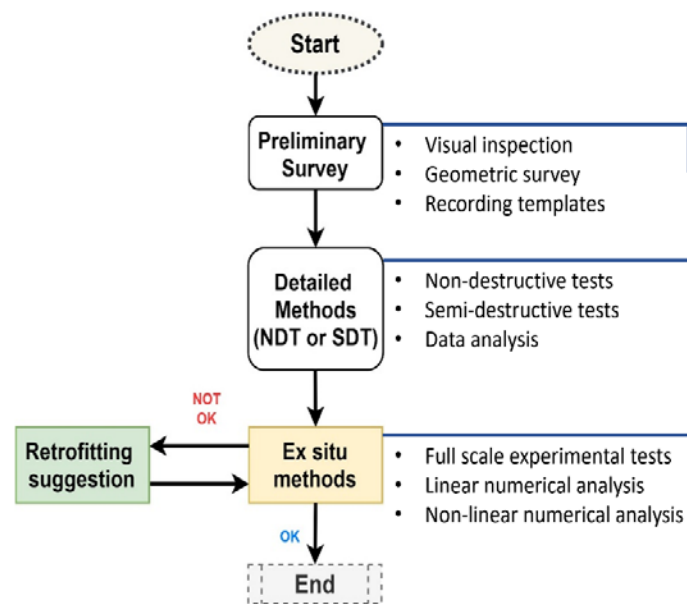 Start
Preliminary
Survey
• Visual inspection
• Geometric survey
• Recording templates
Detailed
Methods
(NDT or SDT)
• Non-destructive tests
• Semi-destructive tests
• Data analysis
NOT
OK
Retrofitting
suggestion
Ex situ
methods
• Full scale experimental tests
• Linear numerical analysis
• Non-linear numerical analysis
OK
End